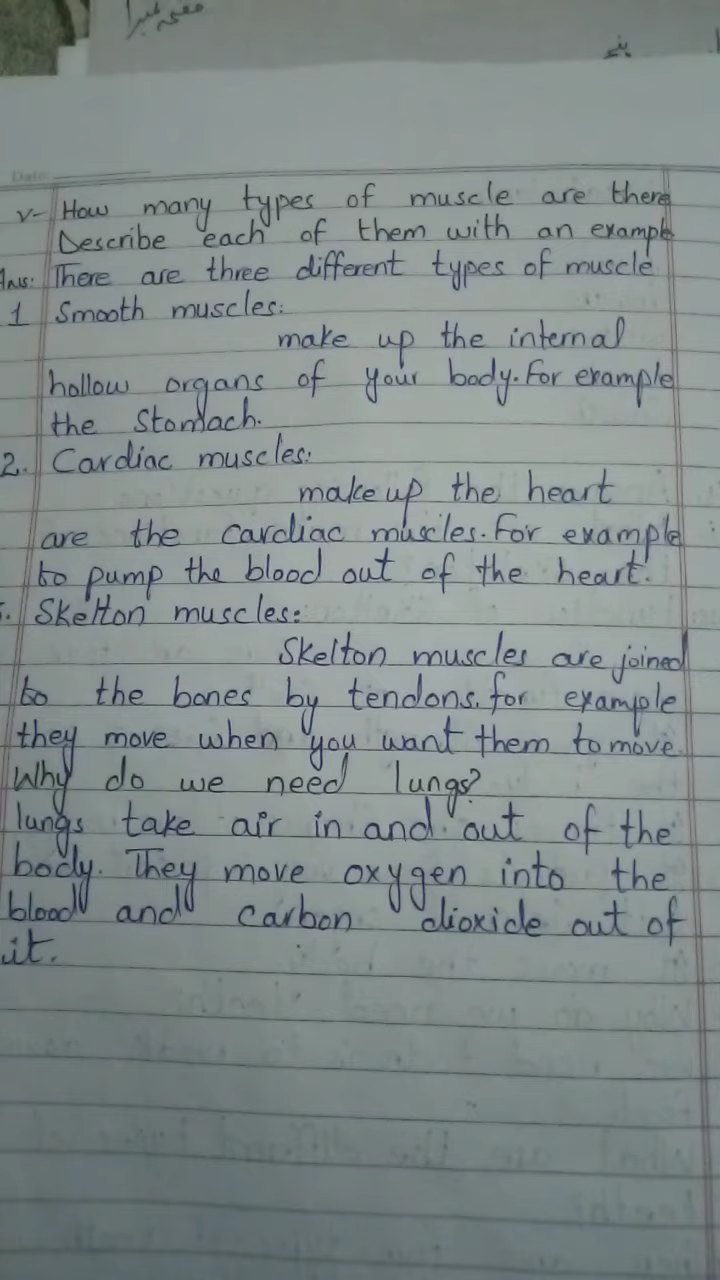 Date
v- How many types of muscle are there
Describe each of them with an example
Ans: There are three different types of muscle
1 Smooth muscles:
make up the internal
hollow organs of your body. For example
the Stomach.
2. Cardiac muscles:
make up the heart
are the cardiac muscles. For example
to pump the blood out of the heart.
Skelton muscles:
Skelton muscles are joined
to the bones by tendons. for example
they move when you want them to move.
Why do we need lungs?
lungs take air in and out of the
body. They move oxygen into the
blood and carbon dioxide out of
it.